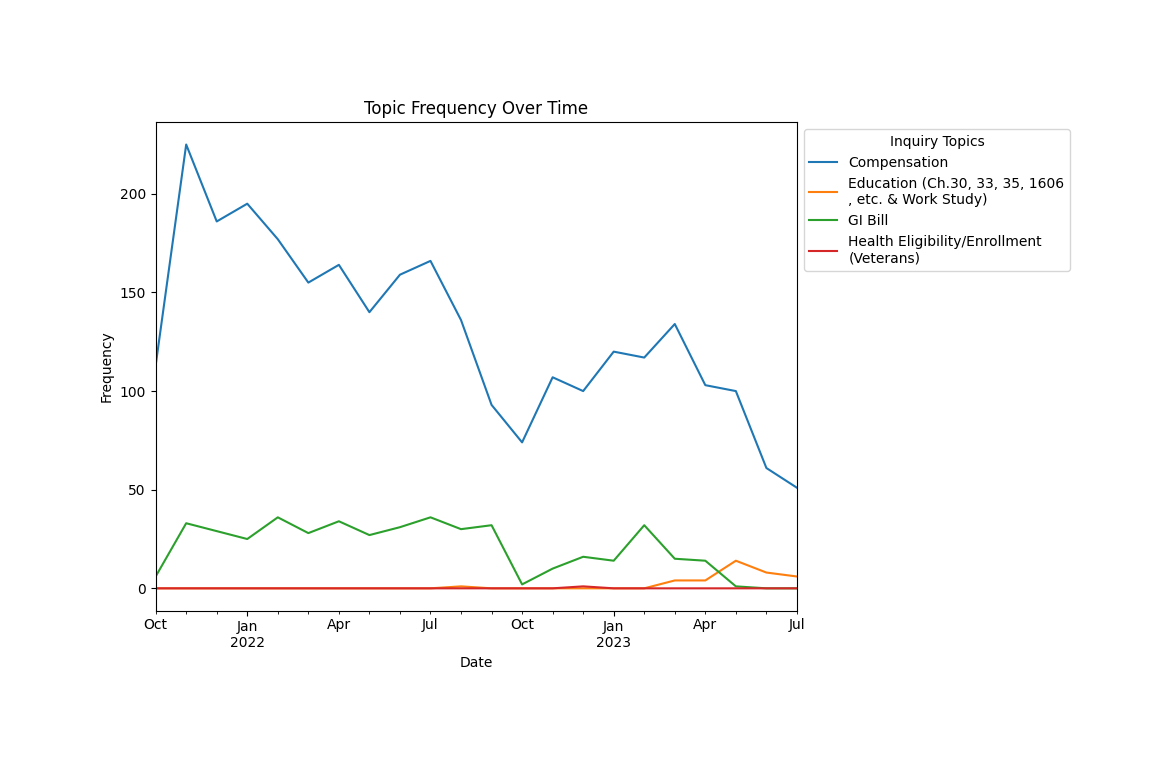 Topic Frequency Over Time
Inquiry Topics
Compensation
Education (Ch.30, 33, 35, 1606
, etc. & Work Study)
GI Bill
Health Eligibility/Enrollment
(Veterans)
Frequency
200
150
100
50
0
Oct Jan Apr Jul Oct Jan Apr Jul
2022 2023
Date